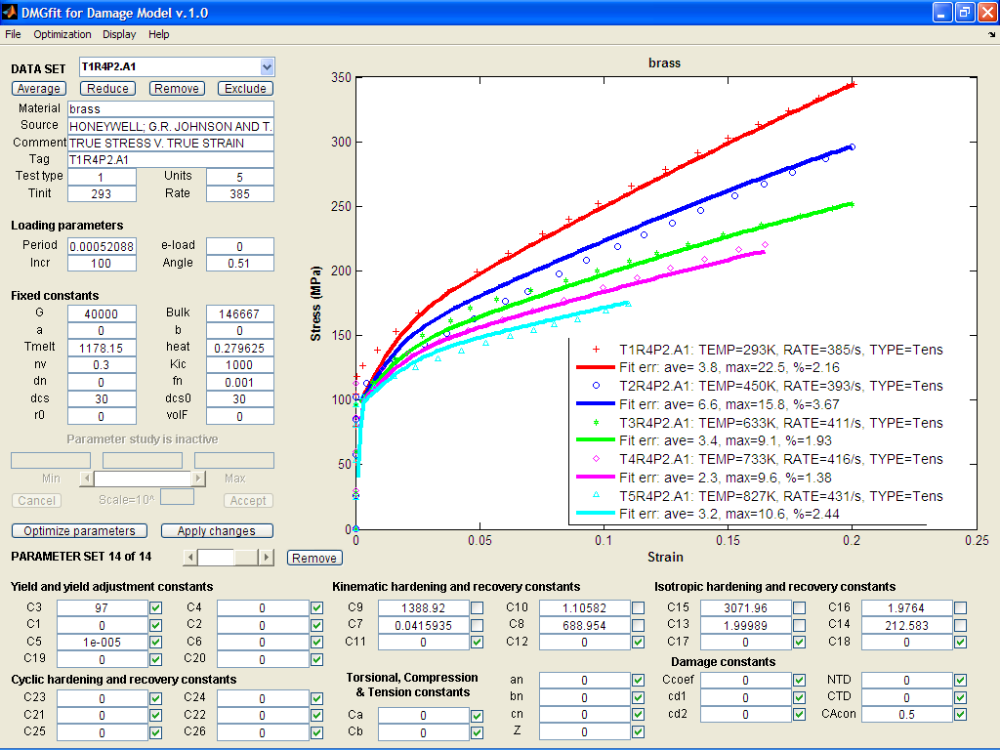 DMGfit for Damage Model v.1.0
File Optimization Display Help
DATA SET T1R4P2.A1
Average Reduce Remove Exclude
Material brass
Source HONEYWELL; G.R. JOHNSON AND T.
Comment TRUE STRESS V. TRUE STRAIN
Tag T1R4P2.A1
Test type 1 Units 5
Tinit 293 Rate 385
Loading parameters
Period 0.00052088 e-load 0
Incr 100 Angle 0.51
Fixed constants
G 40000 Bulk 146667
a 0 b 0
Tmelt 1178.15 heat 0.279625
nv 0.3 Kic 1000
dn 0 fn 0.001
dcs 30 dcs0 30
r0 0 volF 0
Parameter study is inactive
Min Max
Cancel Scale=10^ Accept
Optimize parameters Apply changes
PARAMETER SET 14 of 14 Remove
brass
350
300
250
200
150
100
50
0
Stress (MPa)
0 0.05 0.1 0.15 0.2 0.25
Strain
T1R4P2.A1: TEMP=293K, RATE=385/s, TYPE=Tens
Fit err: ave= 3.8, max=22.5, %=2.16
T2R4P2.A1: TEMP=450K, RATE=393/s, TYPE=Tens
Fit err: ave= 6.6, max=15.8, %=3.67
T3R4P2.A1: TEMP=633K, RATE=411/s, TYPE=Tens
Fit err: ave= 3.4, max=9.1, %=1.93
T4R4P2.A1: TEMP=733K, RATE=416/s, TYPE=Tens
Fit err: ave= 2.3, max=9.6, %=1.38
T5R4P2.A1: TEMP=827K, RATE=431/s, TYPE=Tens
Fit err: ave= 3.2, max=10.6, %=2.44
Yield and yield adjustment constants
C3 97 C4 0
C1 0 C2 0
C5 1e-005 C6 0
C19 0 C20 0
Cyclic hardening and recovery constants
C23 0 C24 0
C21 0 C22 0
C25 0 C26 0
Kinematic hardening and recovery constants
C9 1388.92 C10 1.10582
C7 0.0415935 C8 688.954
C11 0 C12 0
Torsional, Compression
& Tension constants
Ca 0
Cb 0
an 0
bn 0
cn 0
Z 0
Isotropic hardening and recovery constants
C15 3071.96 C16 1.9764
C13 1.99989 C14 212.583
C17 0 C18 0
Damage constants
Ccoef 0 NTD 0
cd1 0 CTD 0
cd2 0 CAcon 0.5